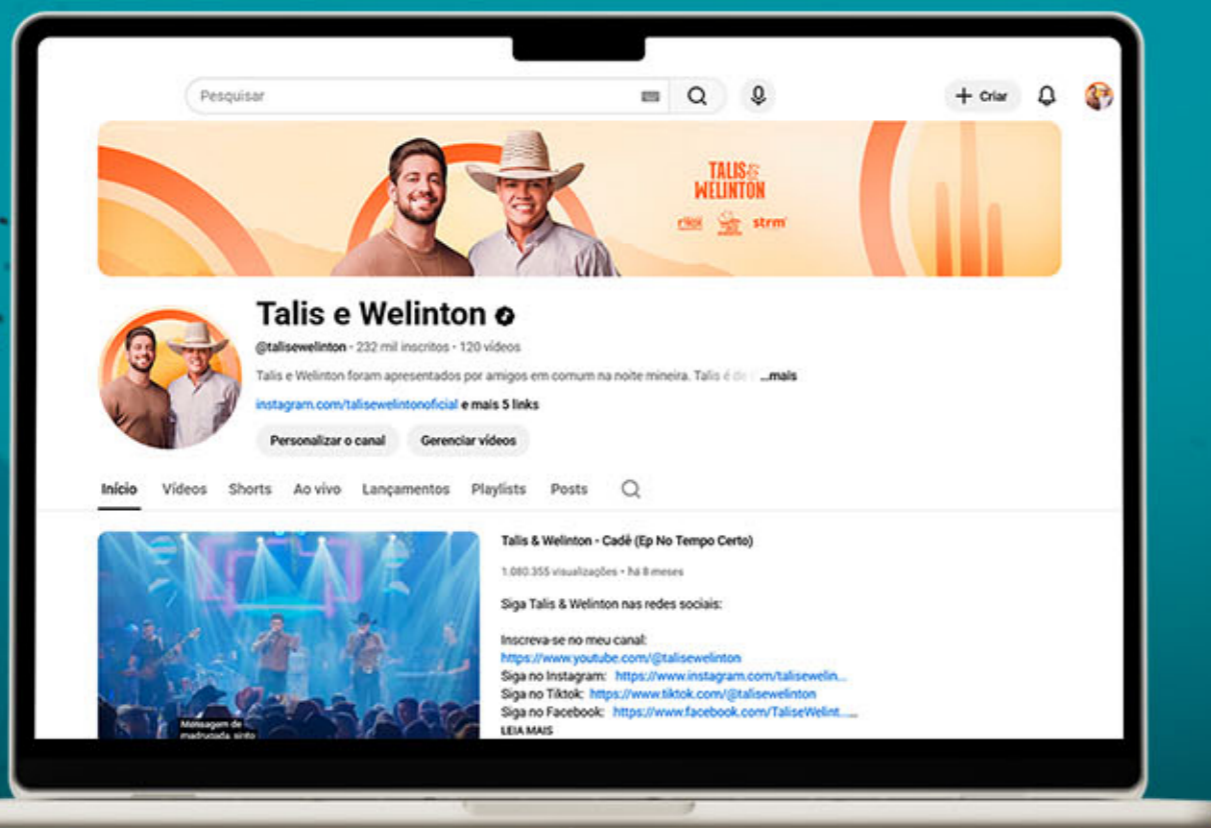 Pesquisar
+ Criar
TALIS E
WELINTON
strm
Talis e Welinton
@talisewelinton • 232 mil inscritos • 120 vídeos
Talis e Welinton foram apresentados por amigos em comum na noite mineira. Talis é de ...mais
instagram.com/talisewelintonoficial e mais 5 links
Personalizar o canal Gerenciar vídeos
Início Vídeos Shorts Ao vivo Lançamentos Playlists Posts
Talis & Welinton - Cadê (Ep No Tempo Certo)
1.080.355 visualizações • há 8 meses
Siga Talis & Welinton nas redes sociais:
Inscreva-se no meu canal:
https://www.youtube.com/@talisewelinton
Siga no Instagram: https://www.instagram.com/talisewelin...
Siga no Tiktok: https://www.tiktok.com/@talisewelinton
Siga no Facebook: https://www.facebook.com/TaliseWelint......
LEIA MAIS
Mensagem de
madrugada, sinto